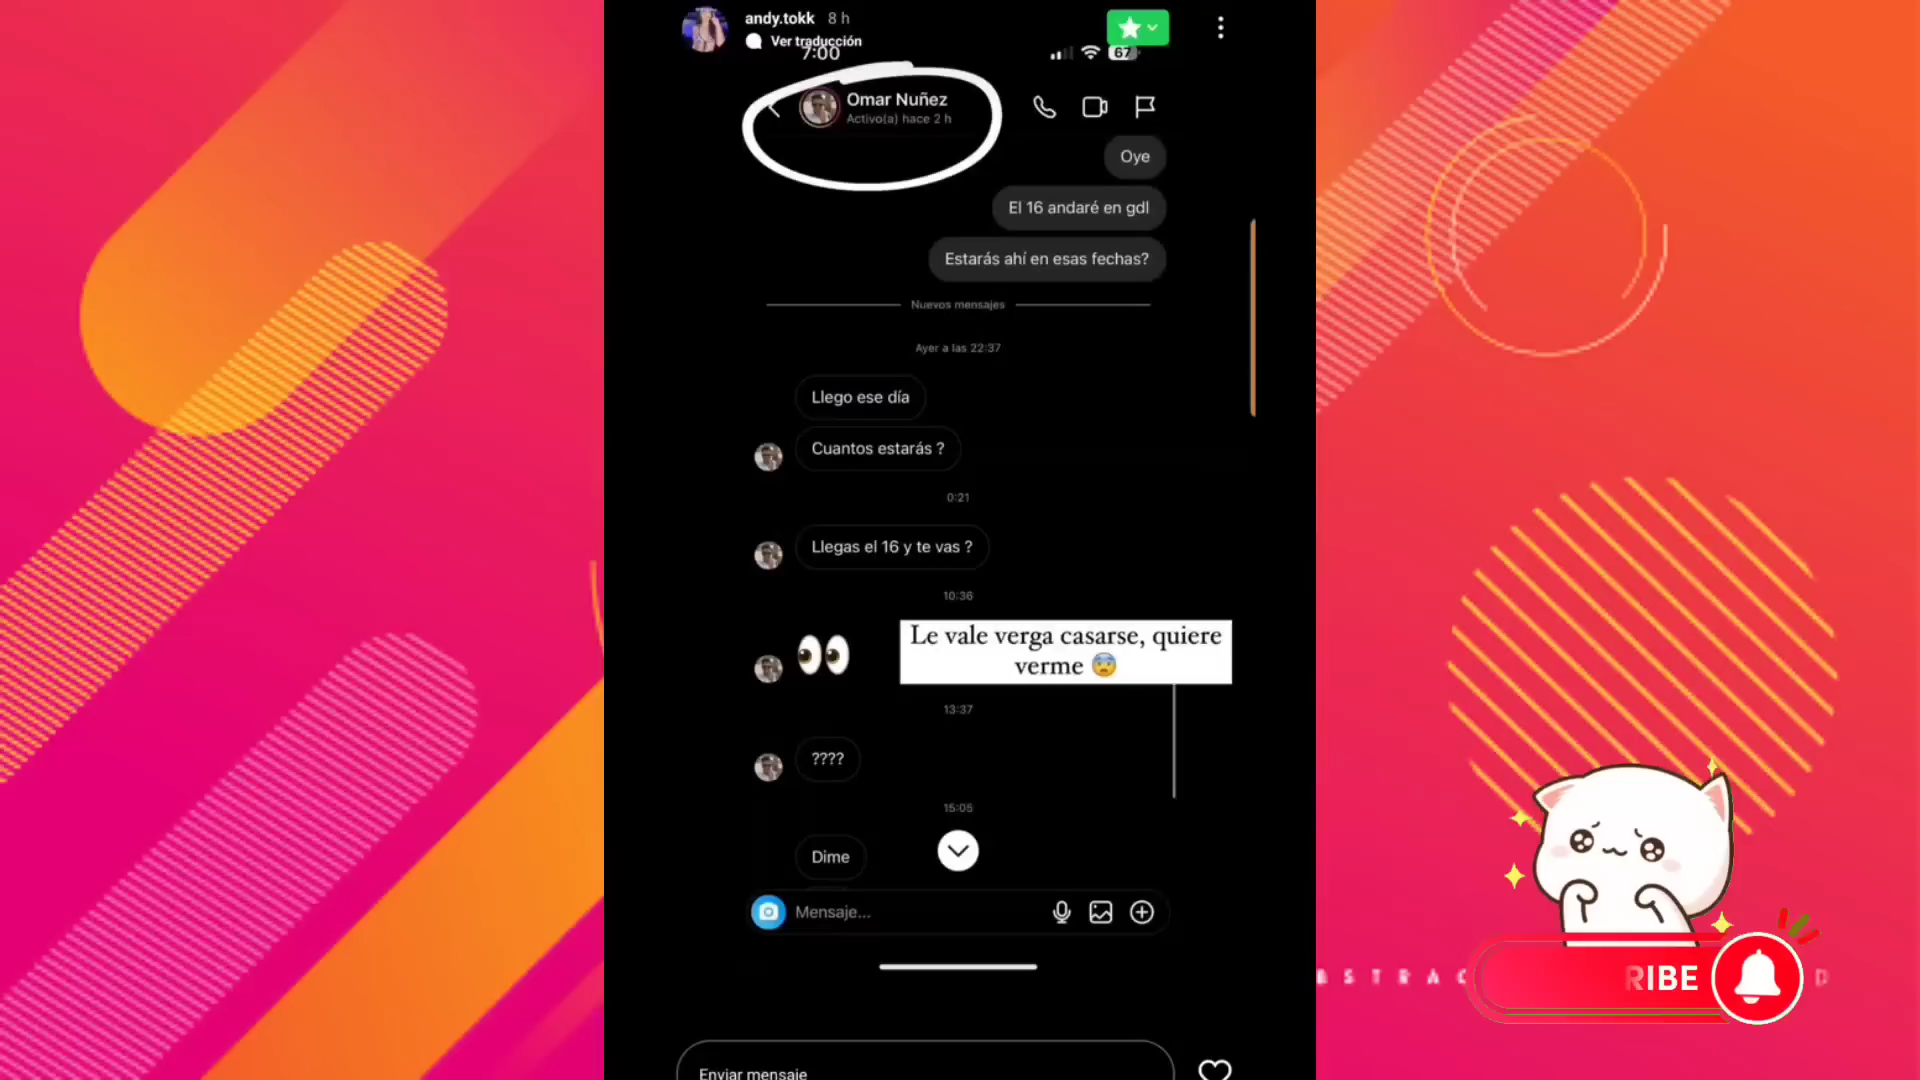 andy.tokk 8 h
Ver traducción
7:00
67
Omar Nuñez
Activo(a) hace 2 h
Oye
El 16 andaré en gdl
Estarás ahí en esas fechas?
Nuevos mensajes
Ayer a las 22:37
Llego ese día
Cuantos estarás ?
0:21
Llegas el 16 y te vas ?
10:36
Le vale verga casarse, quiere
verme 😨
13:37
????
15:05
Dime
Mensaje...
Enviar mensaje
BSTRAC
RIBE
D